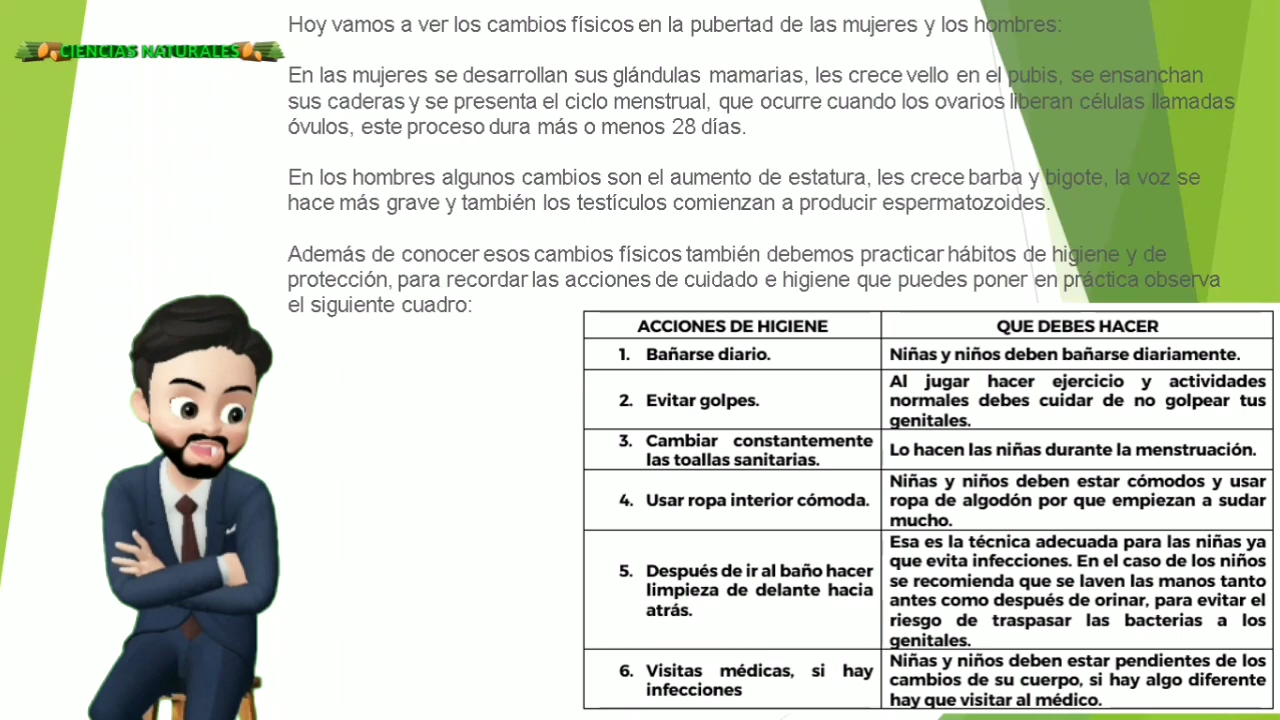 CIENCIAS NATURALES
Hoy vamos a ver los cambios físicos en la pubertad de las mujeres y los hombres:
En las mujeres se desarrollan sus glándulas mamarias, les crece vello en el pubis, se ensanchan
sus caderas y se presenta el ciclo menstrual, que ocurre cuando los ovarios liberan células llamadas
óvulos, este proceso dura más o menos 28 días.
En los hombres algunos cambios son el aumento de estatura, les crece barba y bigote, la voz se
hace más grave y también los testículos comienzan a producir espermatozoides.
Además de conocer esos cambios físicos también debemos practicar hábitos de higiene y de
protección, para recordar las acciones de cuidado e higiene que puedes poner en práctica observa
el siguiente cuadro:
ACCIONES DE HIGIENE
QUE DEBES HACER
1. Bañarse diario.
Niñas y niños deben bañarse diariamente.
2. Evitar golpes.
Al jugar hacer ejercicio y actividades
normales debes cuidar de no golpear tus
genitales.
3. Cambiar constantemente
las toallas sanitarias.
Lo hacen las niñas durante la menstruación.
4. Usar ropa interior cómoda.
Niñas y niños deben estar cómodos y usar
ropa de algodón por que empiezan a sudar
mucho.
5. Después de ir al baño hacer
limpieza de delante hacia
atrás.
Esa es la técnica adecuada para las niñas ya
que evita infecciones. En el caso de los niños
se recomienda que se laven las manos tanto
antes como después de orinar, para evitar el
riesgo de traspasar las bacterias a los
genitales.
6. Visitas médicas, si hay
infecciones
Niñas y niños deben estar pendientes de los
cambios de su cuerpo, si hay algo diferente
hay que visitar al médico.